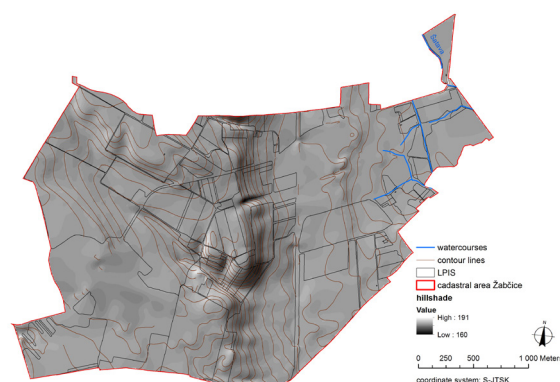 Šatava
watercourses
contour lines
LPIS
cadastral area Žabčice
hillshade
Value
High : 191
Low : 160
N
0 500 1 000 Meters
coordinate system: S-JTSK